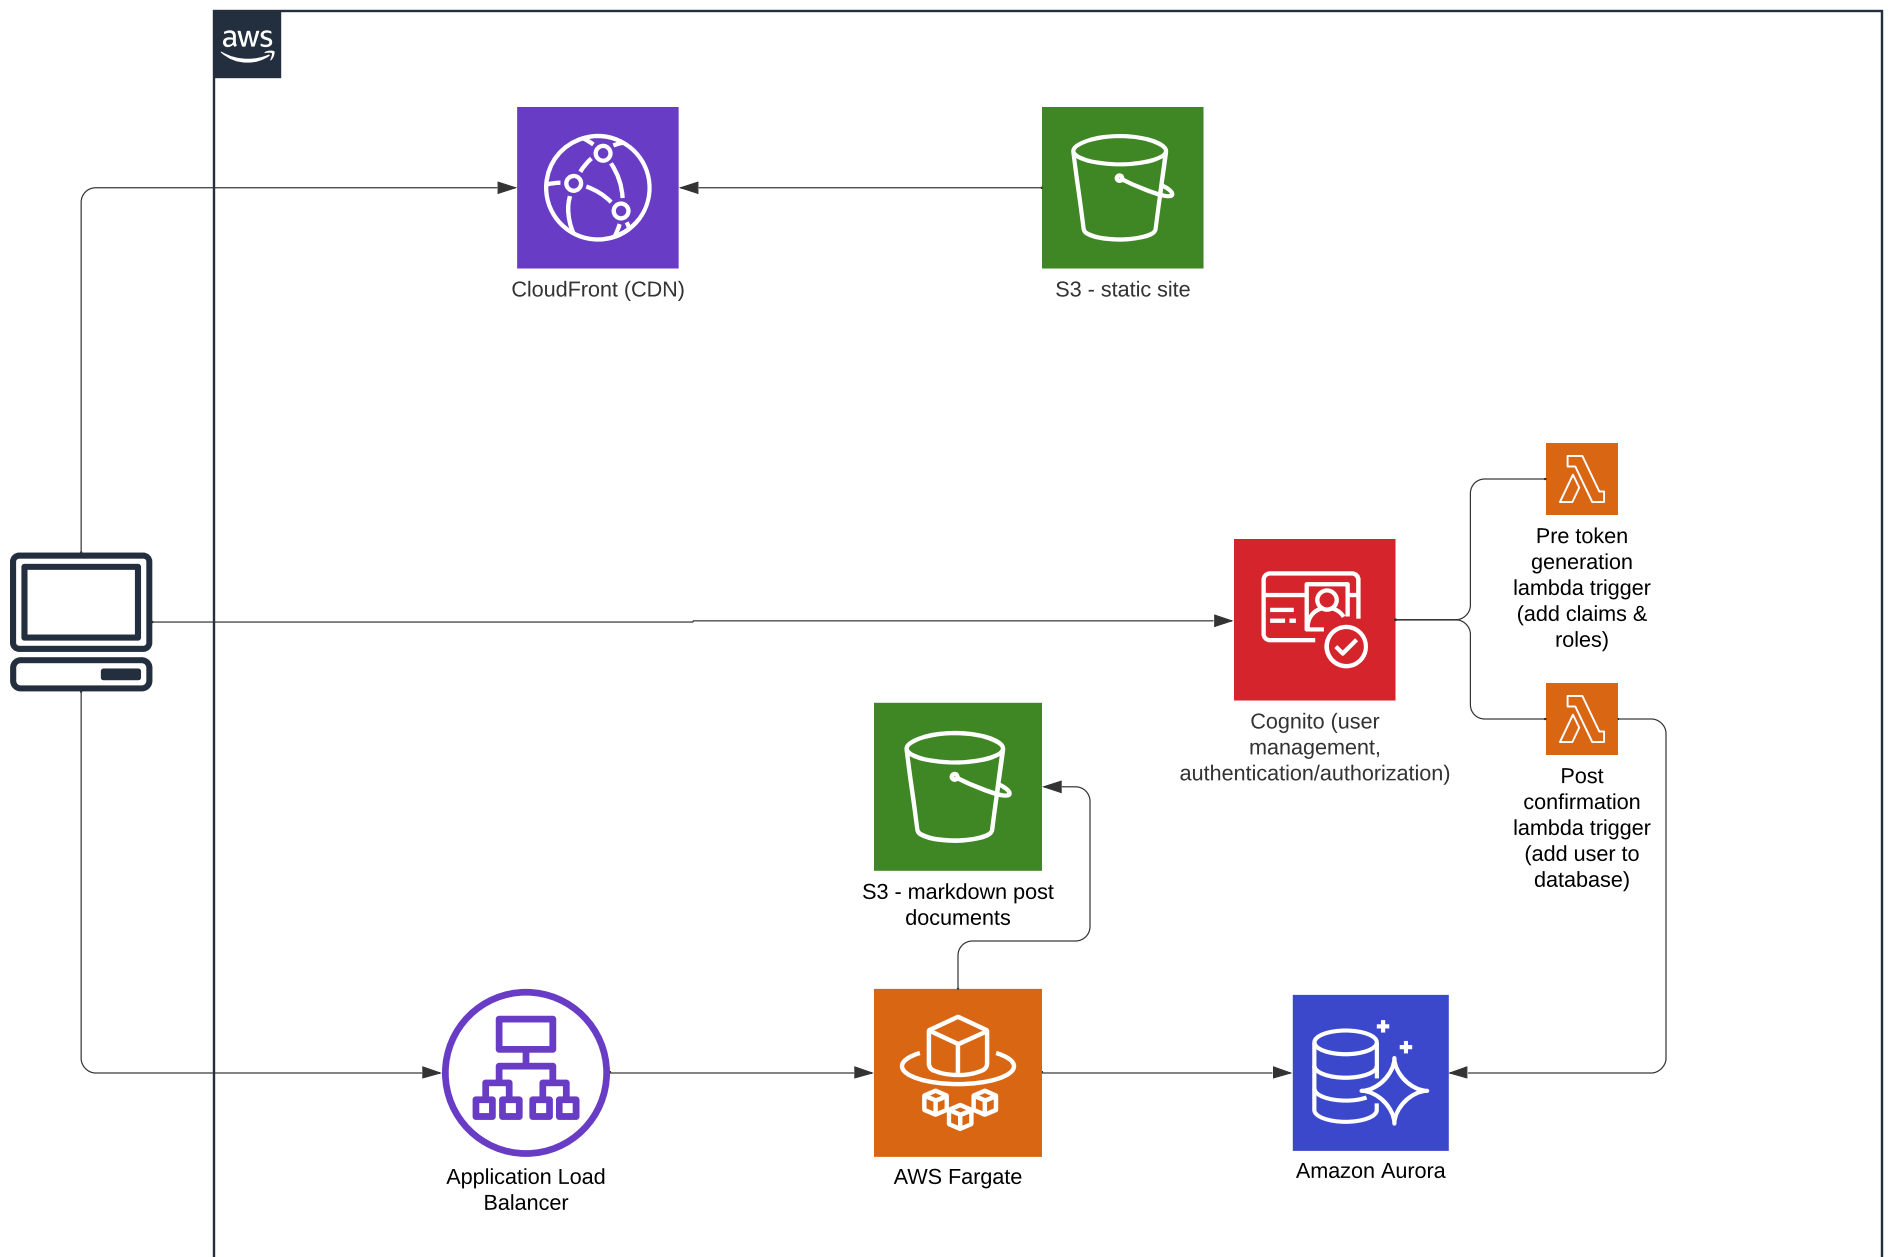 aws
CloudFront (CDN)
S3 - static site
Pre token
generation
lambda trigger
(add claims &
roles)
Cognito (user
management,
authentication/authorization)
Post
confirmation
lambda trigger
(add user to
database)
S3 - markdown post
documents
Application Load
Balancer
AWS Fargate
Amazon Aurora